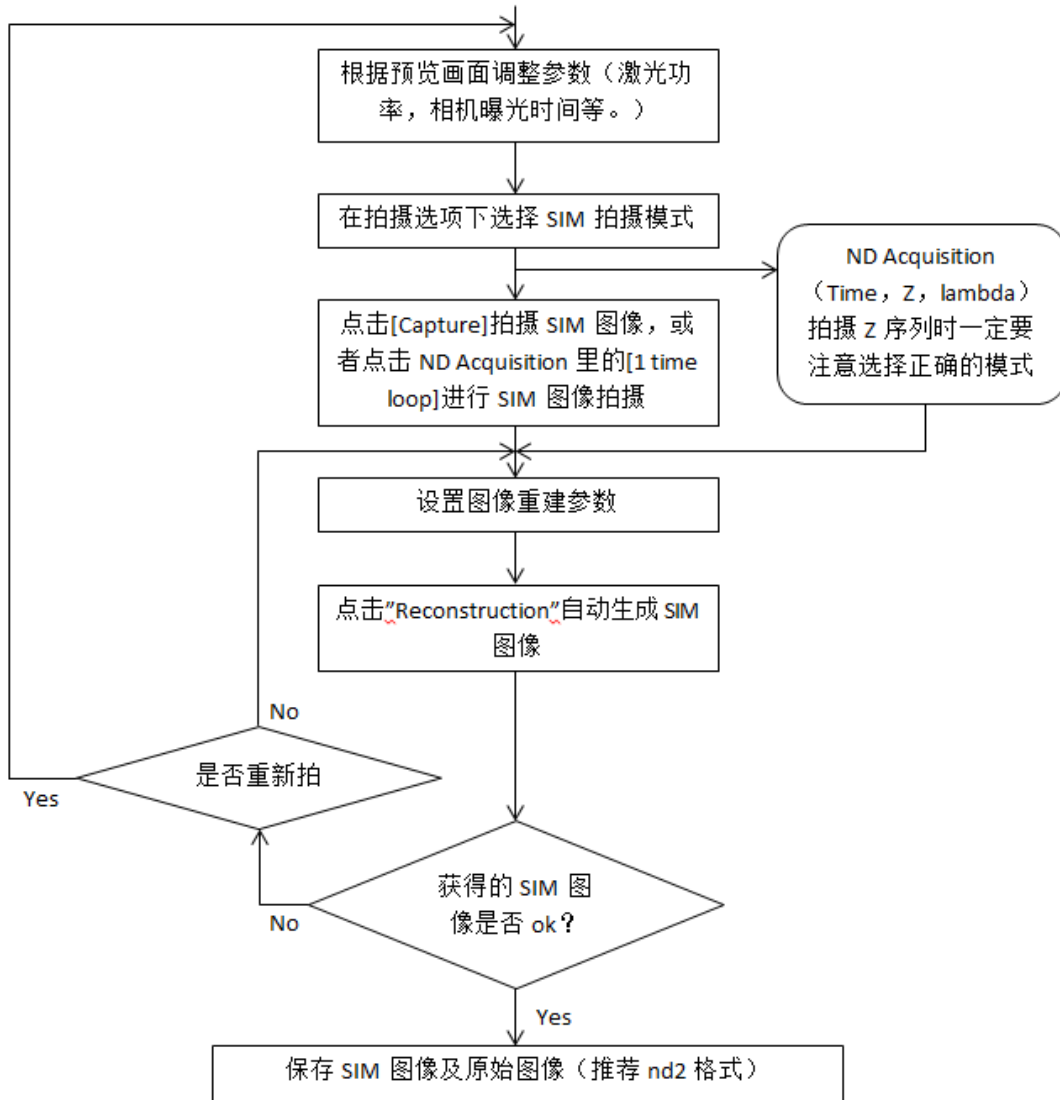 根据预览画面调整参数（激光功
率，相机曝光时间等。）
在拍摄选项下选择 SIM 拍摄模式
ND Acquisition
（Time，Z，lambda）
拍摄 Z 序列时一定要
注意选择正确的模式
点击[Capture]拍摄 SIM 图像，或
者点击 ND Acquisition 里的[1 time
loop]进行 SIM 图像拍摄
设置图像重建参数
点击”Reconstruction”自动生成 SIM
图像
No
是否重新拍
Yes
获得的 SIM 图
像是否 ok？
No
Yes
保存 SIM 图像及原始图像（推荐 nd2 格式）